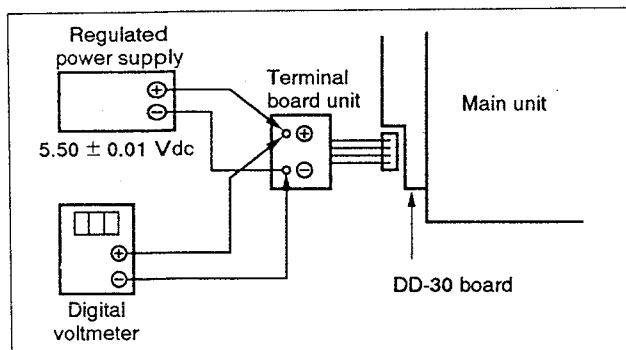 Regulated
power supply
⊕
⊖
5.50 ± 0.01 Vdc
Terminal
board unit
⊕
⊖
Main unit
DD-30 board
⊕
⊖
Digital
voltmeter